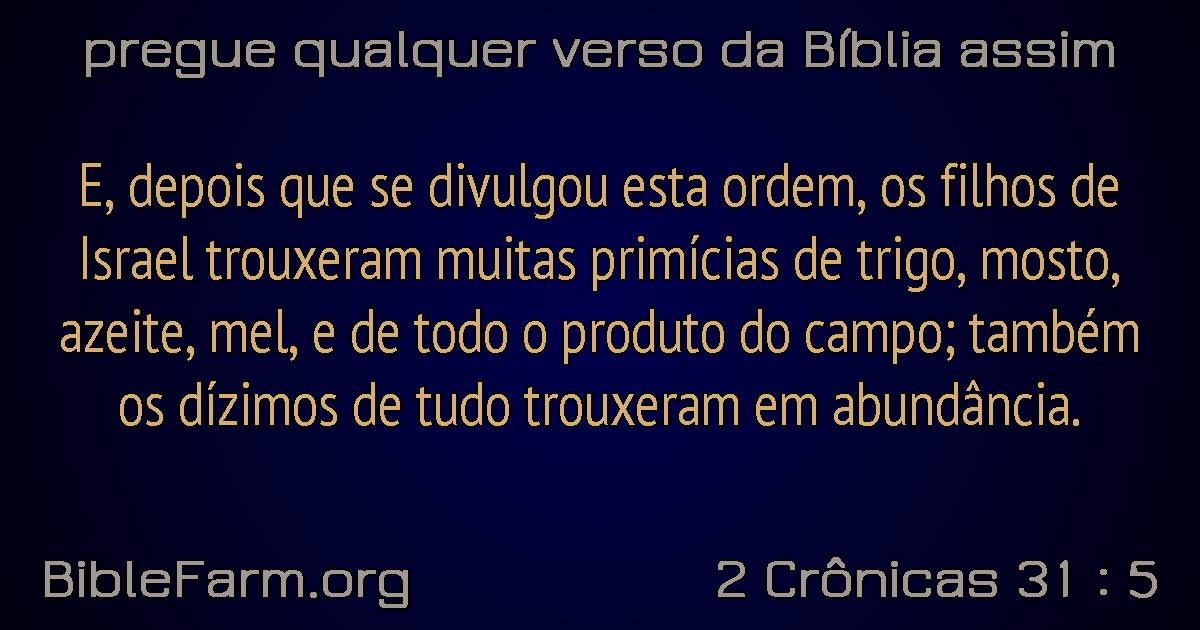 pregue qualquer verso da Bíblia assim
E, depois que se divulgou esta ordem, os filhos de
Israel trouxeram muitas primícias de trigo, mosto,
azeite, mel, e de todo o produto do campo; também
os dízimos de tudo trouxeram em abundância.
BibleFarm.org
2 Crônicas 31 : 5